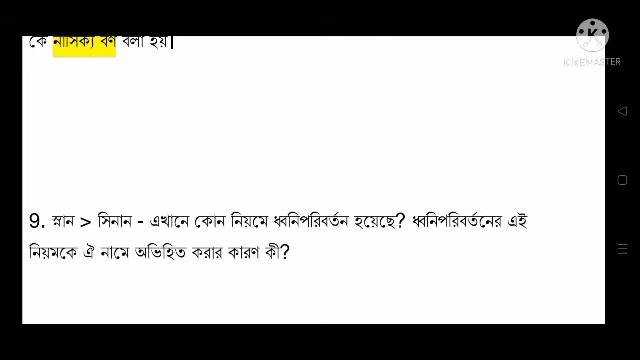 কে নাসিক্য বর্ণ বলা হয়|
KINEMASTER
9. স্নান > সিনান - এখানে কোন নিয়মে ধ্বনিপরিবর্তন হয়েছে? ধ্বনিপরিবর্তনের এই
নিয়মকে ঐ নামে অভিহিত করার কারণ কী?